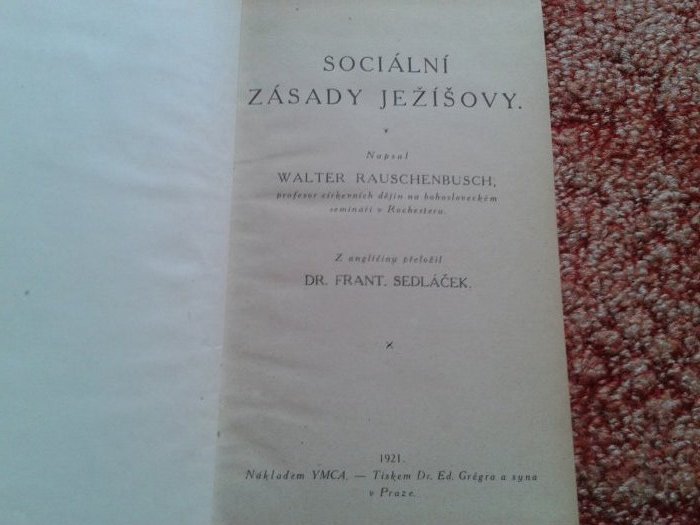 SOCIÁLNÍ
ZÁSADY JEŽÍŠOVY.
Napsal
WALTER RAUSCHENBUSCH,
profesor církevních dějin na bohosloveckém
semináři v Rochesteru.
Z angličiny přeložil
DR. FRANT. SEDLÁČEK.
1921.
Nákladem YMCA. — Tiskem Dr. Ed. Grégra a syna
v Praze.